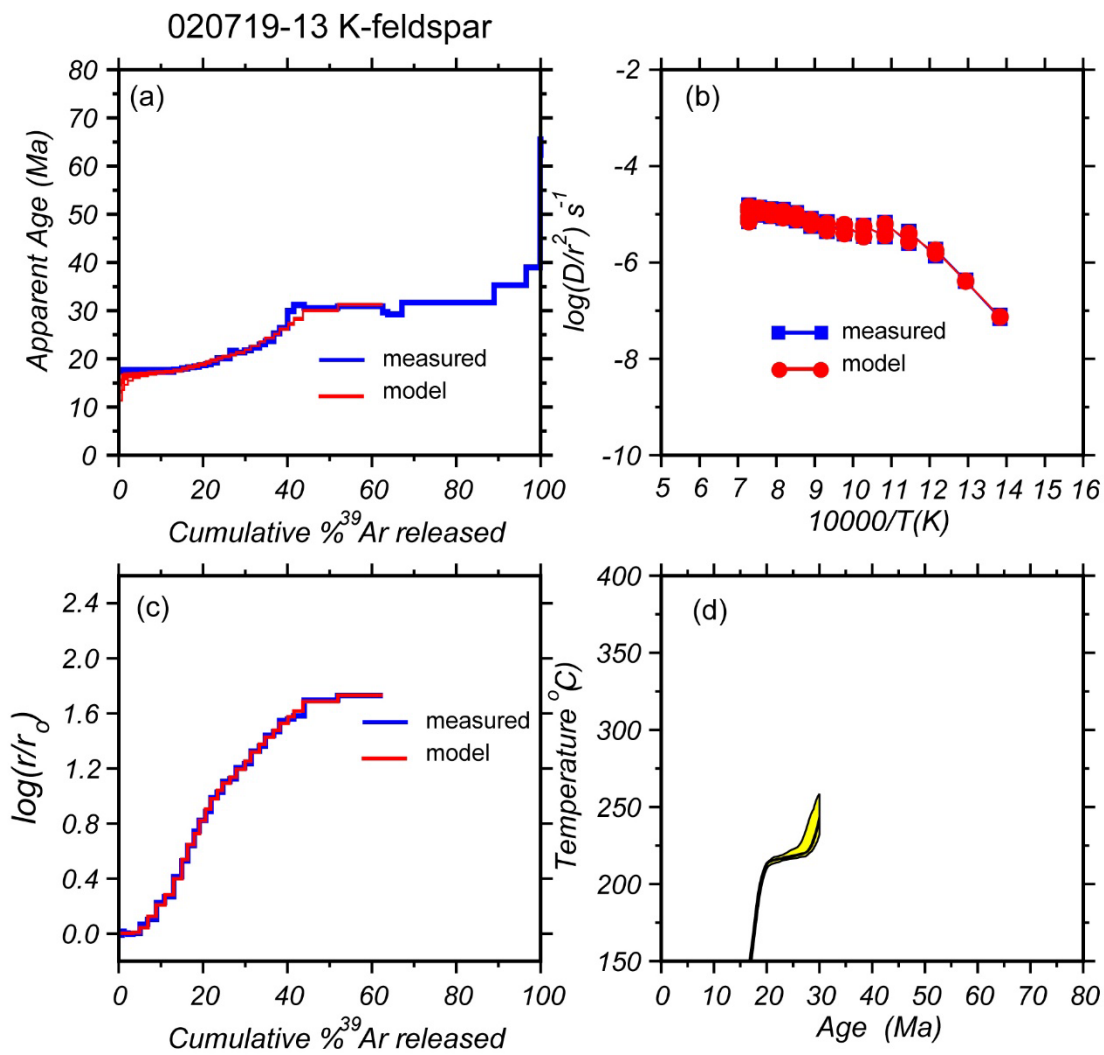 020719-13 K-feldspar
(a)
Apparent Age (Ma)
80
70
60
50
40
30
20
10
0
measured
model
0 20 40 60 80 100
Cumulative %³⁹Ar released
(b)
log(D/r²) s⁻¹
-2
-4
-6
-8
-10
measured
model
5 6 7 8 9 10 11 12 13 14 15 16
10000/T(K)
(c)
log(r/rₒ)
2.4
2.0
1.6
1.2
0.8
0.4
0.0
measured
model
0 20 40 60 80 100
Cumulative %³⁹Ar released
(d)
Temperature °C)
400
350
300
250
200
150
0 10 20 30 40 50 60 70 80
Age (Ma)